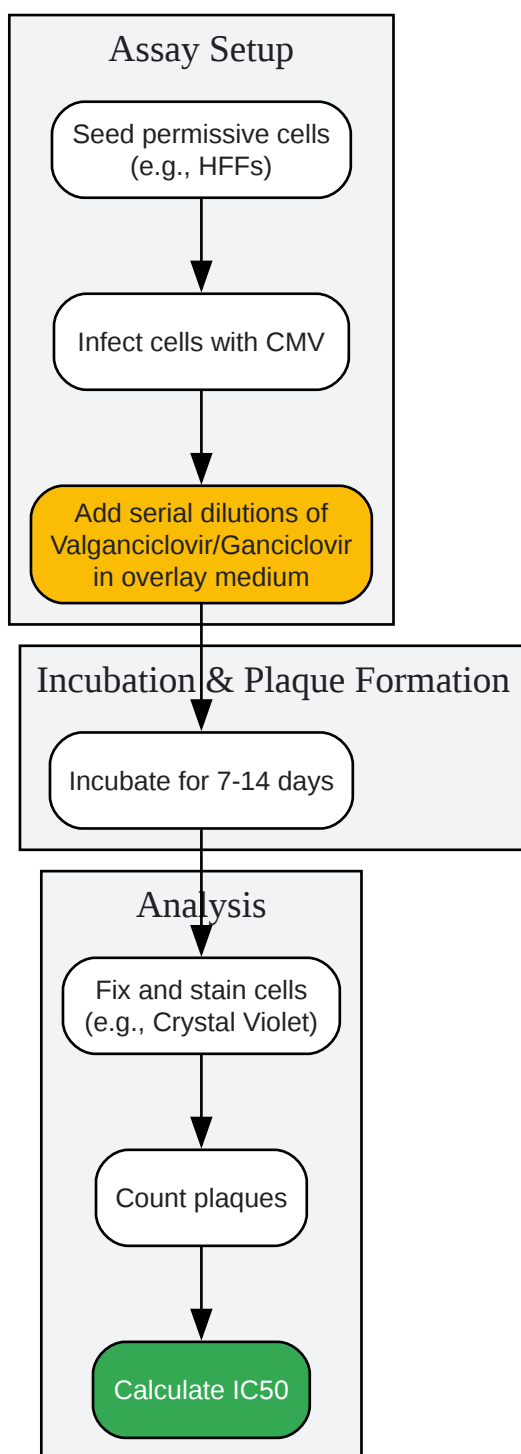 Assay Setup
Seed permissive cells
(e.g., HFFs)
Infect cells with CMV
Add serial dilutions of
Valganciclovir/Ganciclovir
in overlay medium
Incubation & Plaque Formation
Incubate for 7-14 days
Analysis
Fix and stain cells
(e.g., Crystal Violet)
Count plaques
Calculate IC50